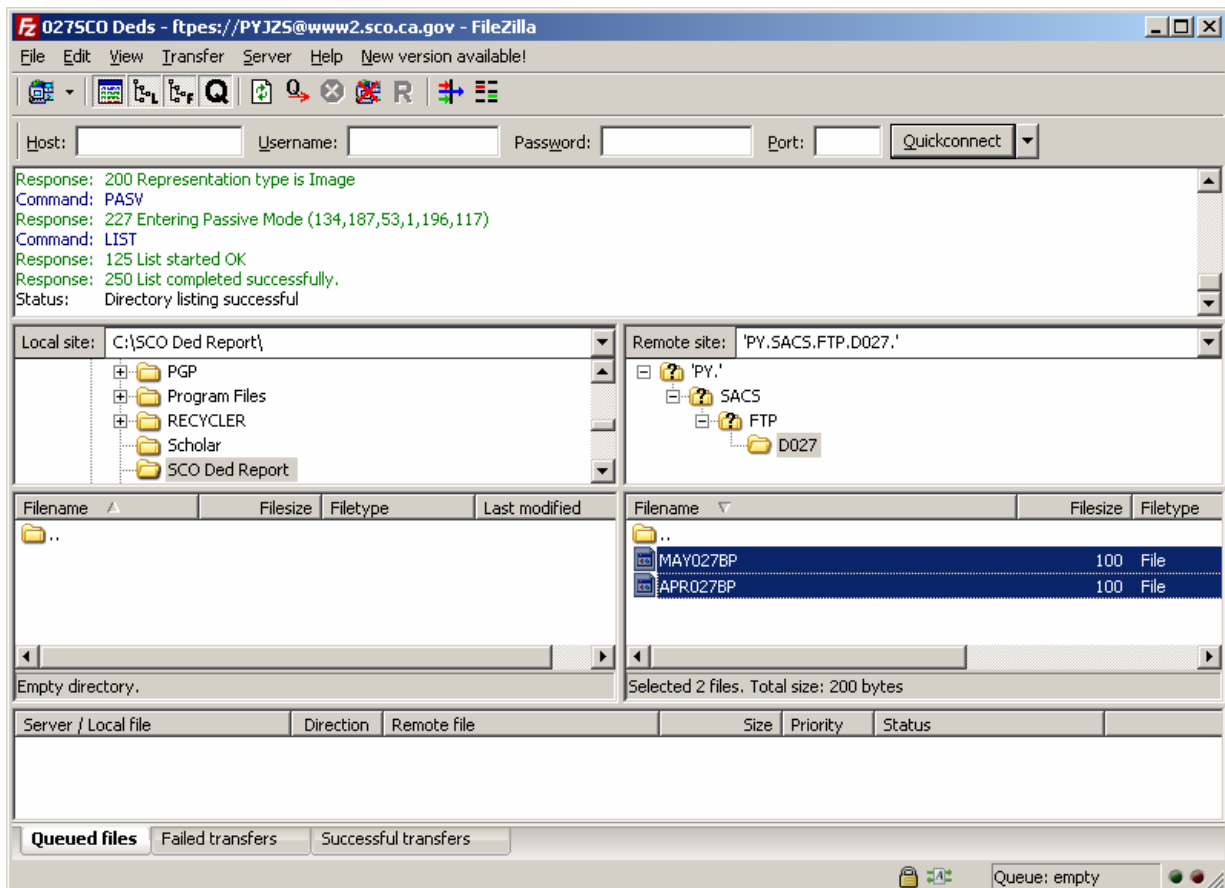 027SCO Deds - ftpes://PYJZS@www2.sco.ca.gov - FileZilla
File Edit View Transfer Server Help New version available!
Host: Username: Password: Port: Quickconnect
Response: 200 Representation type is Image
Command: PASV
Response: 227 Entering Passive Mode (134,187,53,1,196,117)
Command: LIST
Response: 125 List started OK
Response: 250 List completed successfully.
Status: Directory listing successful
Local site: C:\SCO Ded Report\
PGP
Program Files
RECYCLER
Scholar
SCO Ded Report
Remote site: 'PY.SACS.FTP.D027.'
'PY.'
SACS
FTP
D027
Filename Filesize Filetype Last modified
..
Empty directory.
Filename Filesize Filetype
..
MAY027BP 100 File
APR027BP 100 File
Selected 2 files. Total size: 200 bytes
Server / Local file Direction Remote file Size Priority Status
Queued files Failed transfers Successful transfers
Queue: empty